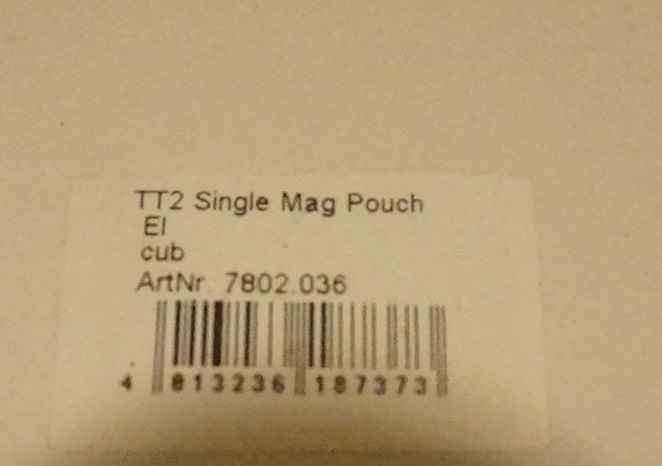 TT2 Single Mag Pouch
EI
cub
ArtNr. 7802.036
4 013236 187373